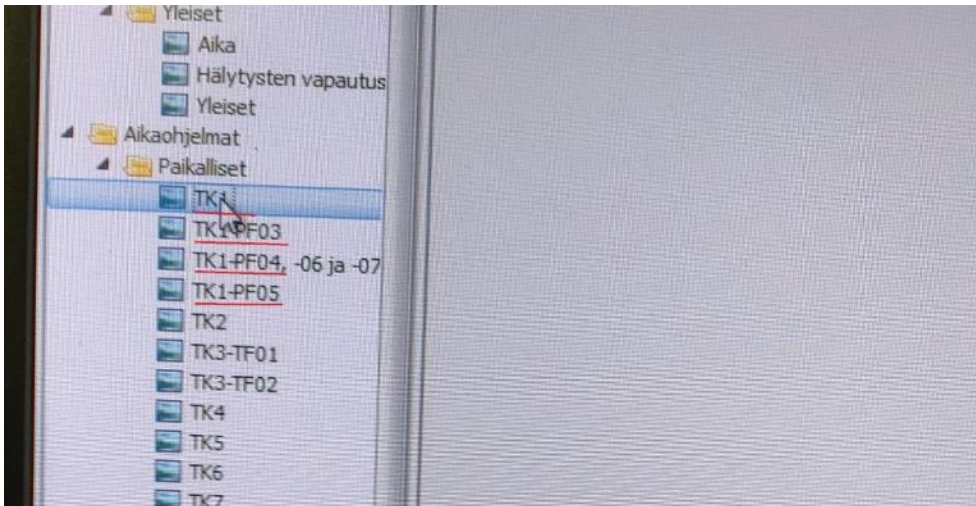 Yleiset
Aika
Hälytysten vapautus
Yleiset
Aikaohjelmat
Paikalliset
TK1
TK1-PF03
TK1-PF04, -06 ja -07
TK1-PF05
TK2
TK3-TF01
TK3-TF02
TK4
TK5
TK6
TK7